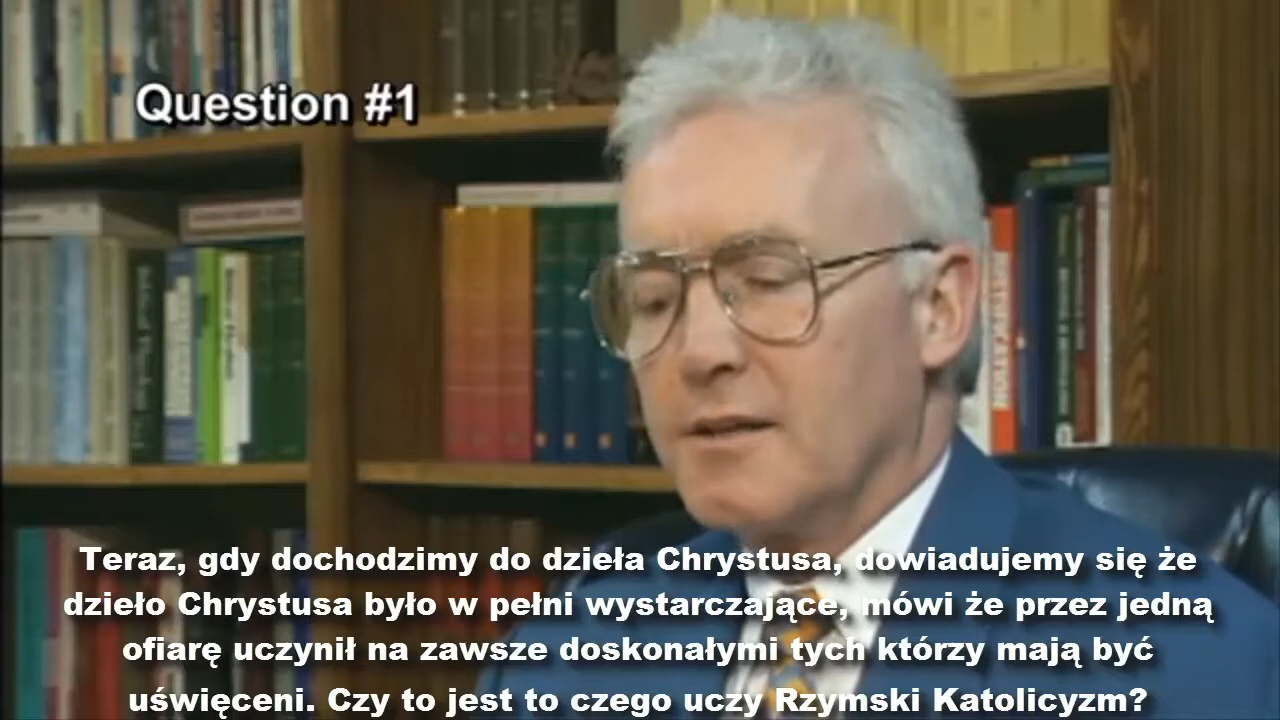 Question #1
JUSTIFICATION
Teraz, gdy dochodzimy do dzieła Chrystusa, dowiadujemy się że
dzieło Chrystusa było w pełni wystarczające, mówi że przez jedną
ofiarę uczynił na zawsze doskonałymi tych którzy mają być
uświęceni. Czy to jest to czego uczy Rzymski Katolicyzm?